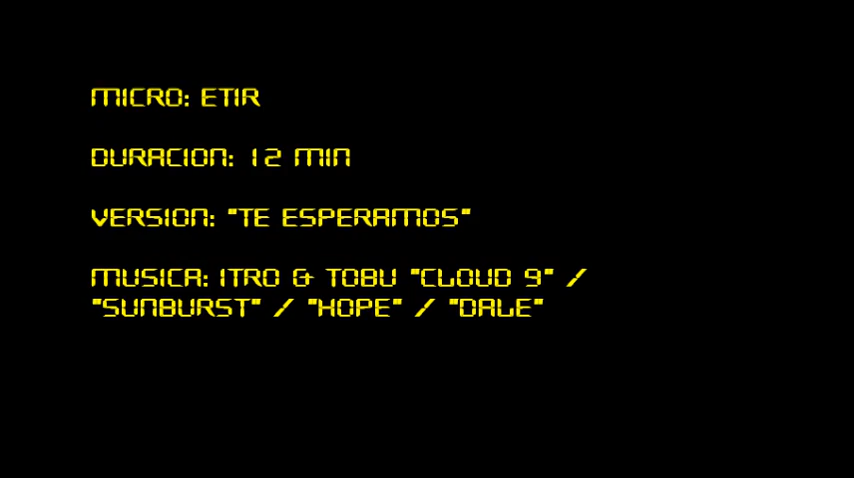 MICRO: ETIR
DURACION: 12 MIN
VERSION: "TE ESPERAMOS"
MUSICA: ITRO & TOBU "CLOUD 9" /
"SUNBURST" / "HOPE" / "DALE"